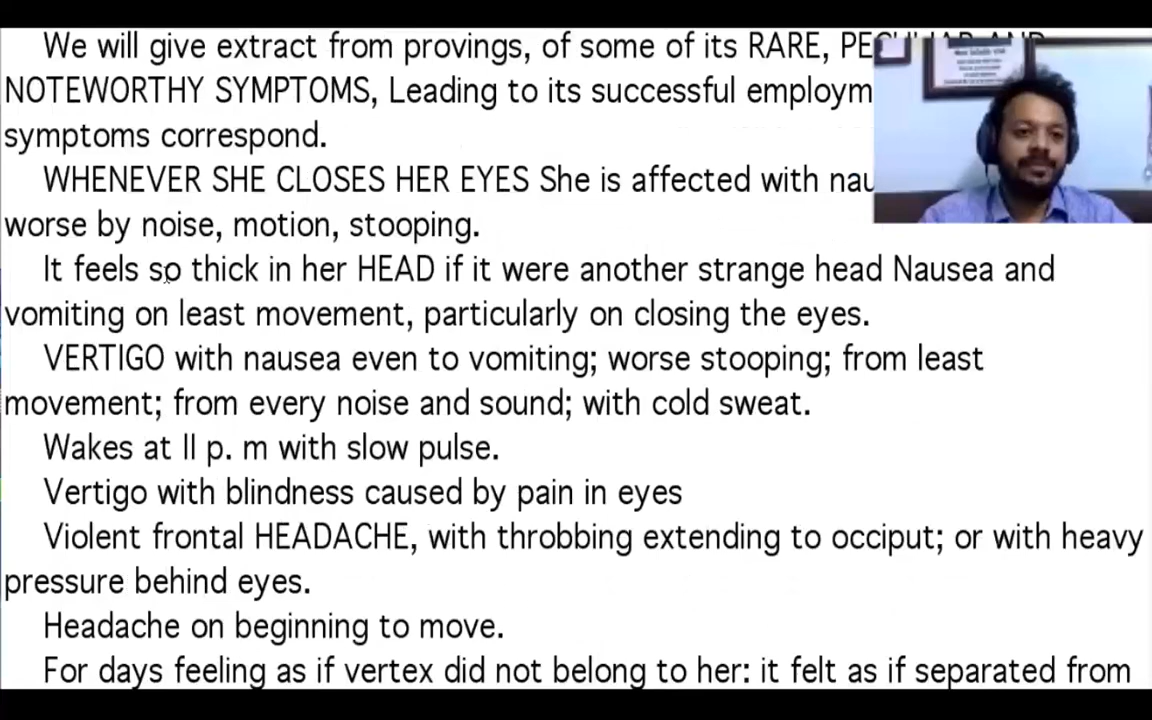 We will give extract from provings, of some of its RARE, PECULIAR AND
NOTEWORTHY SYMPTOMS, Leading to its successful employm
symptoms correspond.
WHENEVER SHE CLOSES HER EYES She is affected with nau
worse by noise, motion, stooping.
It feels so thick in her HEAD if it were another strange head Nausea and
vomiting on least movement, particularly on closing the eyes.
VERTIGO with nausea even to vomiting; worse stooping; from least
movement; from every noise and sound; with cold sweat.
Wakes at ll p. m with slow pulse.
Vertigo with blindness caused by pain in eyes
Violent frontal HEADACHE, with throbbing extending to occiput; or with heavy
pressure behind eyes.
Headache on beginning to move.
For days feeling as if vertex did not belong to her: it felt as if separated from